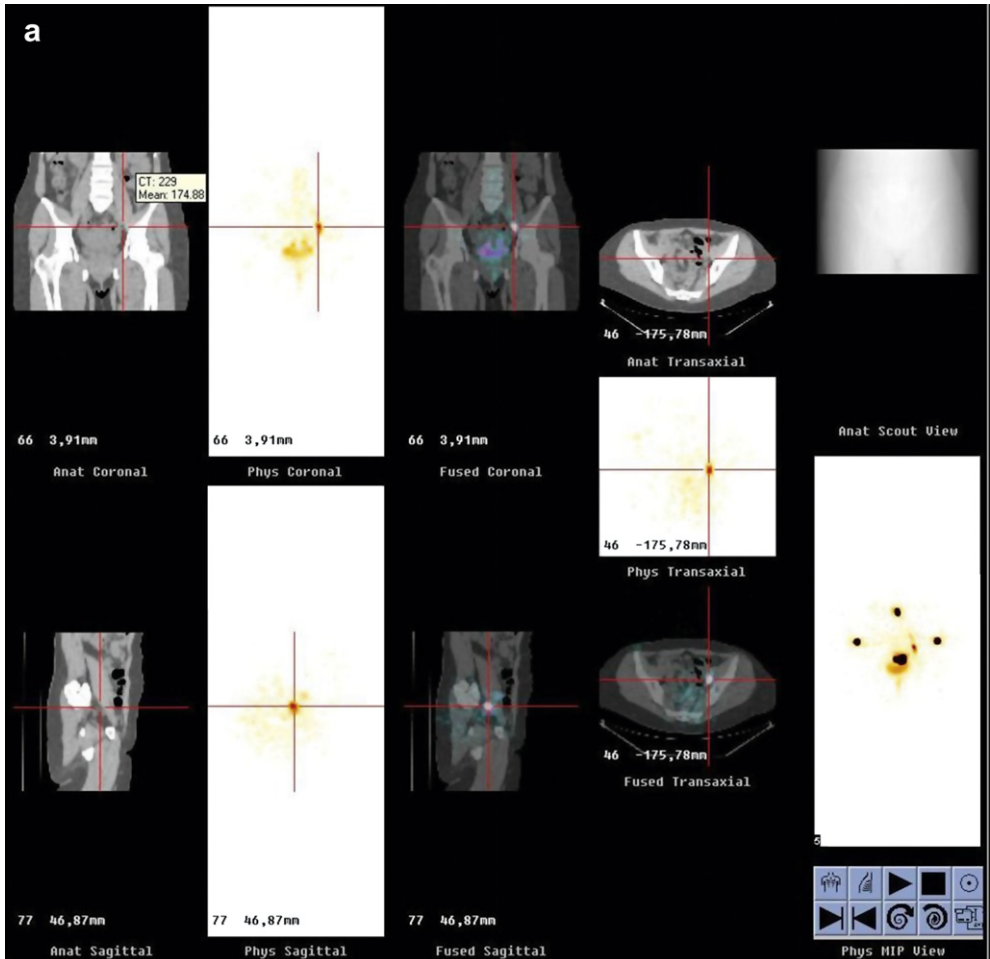 a
CT: 229
Mean: 174.88
66 3,91mm
Anat Coronal
66 3,91mm
Phys Coronal
66 3,91mm
Fused Coronal
46 -175,78mm
Anat Transaxial
Anat Scout View
46 -175,78mm
Phys Transaxial
46 -175,78mm
Fused Transaxial
77 46,87mm
Anat Sagittal
77 46,87mm
Phys Sagittal
77 46,87mm
Fused Sagittal
5
Phys MIP View